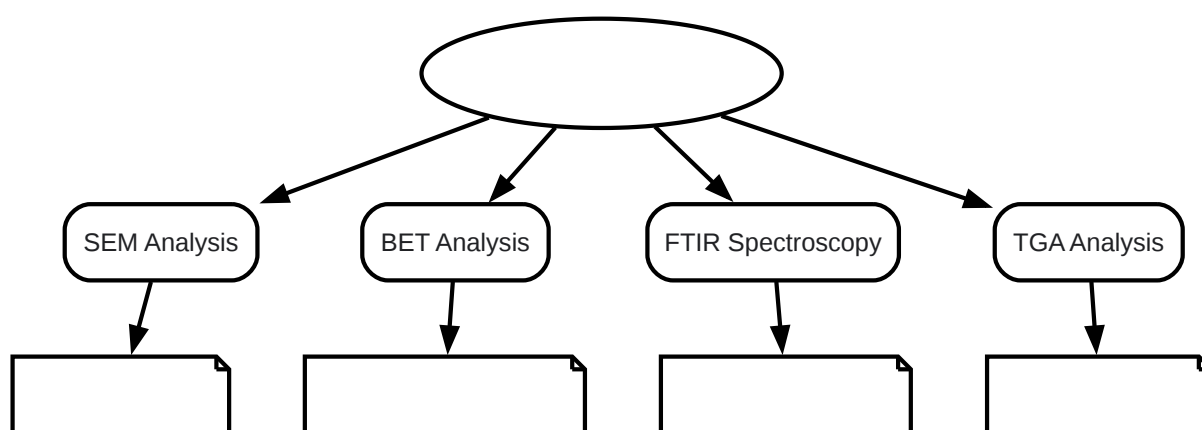 SEM Analysis
BET Analysis
FTIR Spectroscopy
TGA Analysis